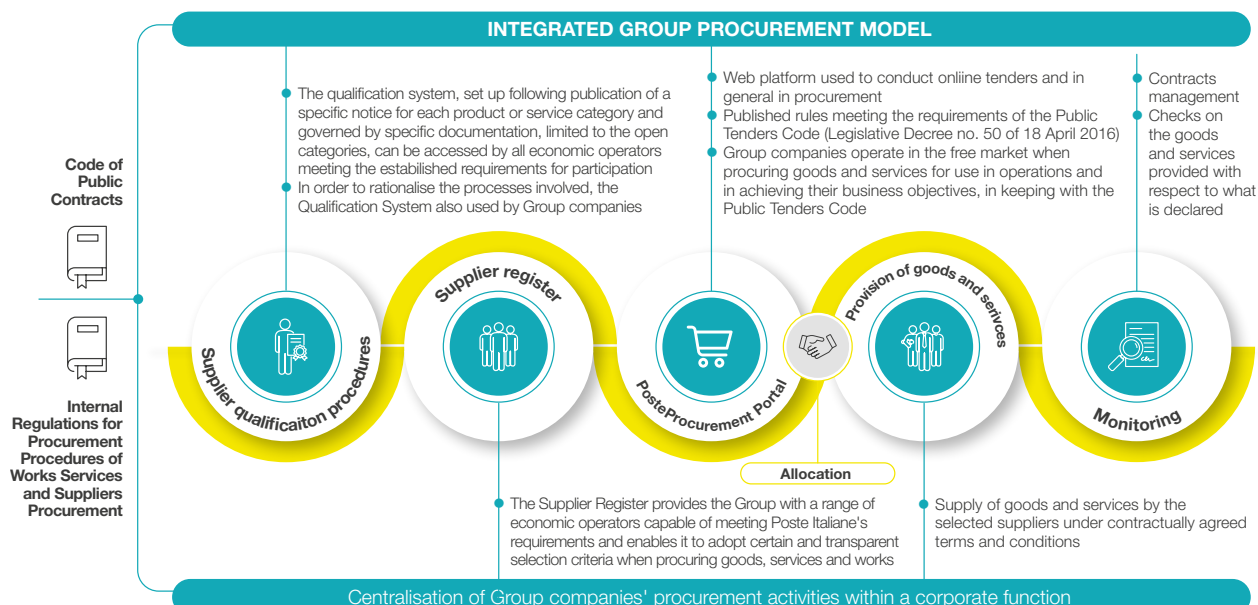 INTEGRATED GROUP PROCUREMENT MODEL
Code of
Public
Contracts
Internal
Regulations for
Procurement
Procedures of
Works Services
and Suppliers
Procurement
The qualification system, set up following publication of a
specific notice for each product or service category and
governed by specific documentation, limited to the open
categories, can be accessed by all economic operators
meeting the estabilished requirements for participation
In order to rationalise the processes involved, the
Qualification System also used by Group companies
Web platform used to conduct onliine tenders and in
general in procurement
Published rules meeting the requirements of the Public
Tenders Code (Legislative Decree no. 50 of 18 April 2016)
Group companies operate in the free market when
procuring goods and services for use in operations and
in achieving their business objectives, in keeping with the
Public Tenders Code
Contracts
management
Checks on
the goods
and services
provided with
respect to what
is declared
Supplier qualificaiton procedures
Supplier register
PosteProcurement Portal
Provision of goods and serivces
Monitoring
Allocation
The Supplier Register provides the Group with a range of
economic operators capable of meeting Poste Italiane's
requirements and enables it to adopt certain and transparent
selection criteria when procuring goods, services and works
Supply of goods and services by the
selected suppliers under contractually agreed
terms and conditions
Centralisation of Group companies' procurement activities within a corporate function